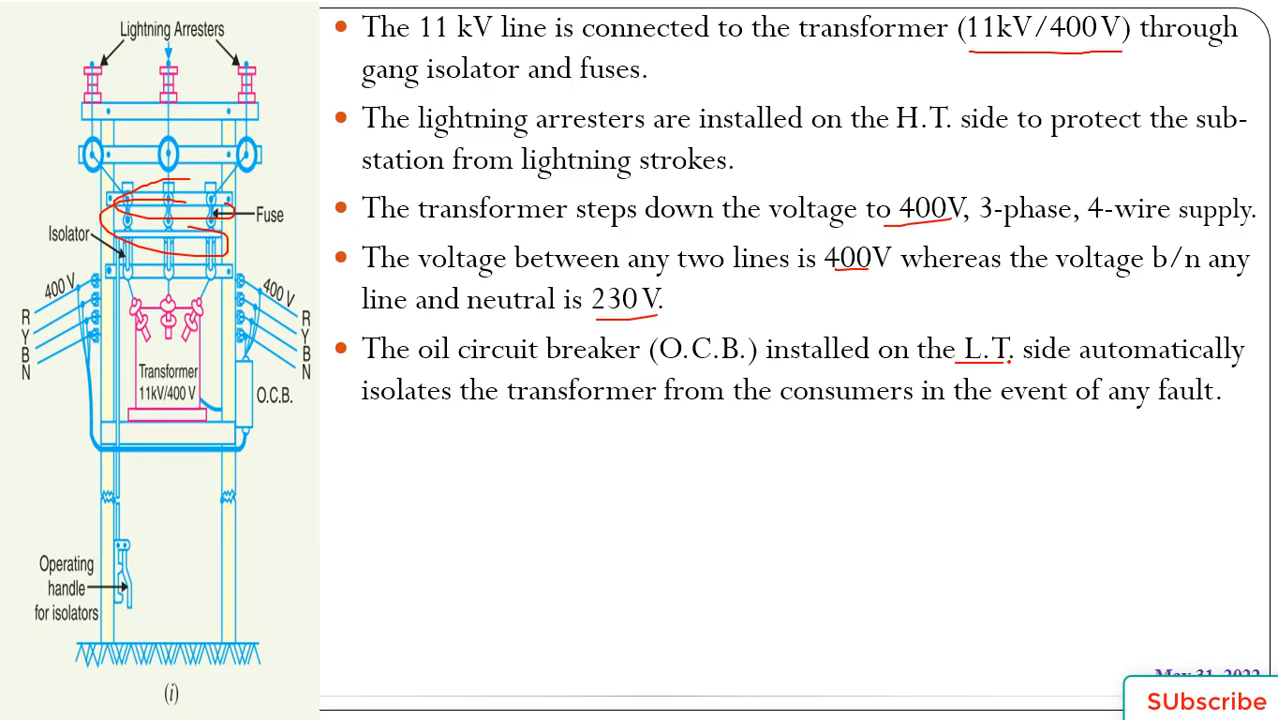 Lightning Arresters
Fuse
Isolator
400 V
400 V
R
Y
B
N
R
Y
B
N
Transformer
11kV/400 V
O.C.B.
Operating
handle
for isolators
(i)
• The 11 kV line is connected to the transformer (11kV/400 V) through
gang isolator and fuses.
• The lightning arresters are installed on the H.T. side to protect the sub-
station from lightning strokes.
• The transformer steps down the voltage to 400V, 3-phase, 4-wire supply.
• The voltage between any two lines is 400V whereas the voltage b/n any
line and neutral is 230 V.
• The oil circuit breaker (O.C.B.) installed on the L.T. side automatically
isolates the transformer from the consumers in the event of any fault.
May 31, 2022
SUbscribe